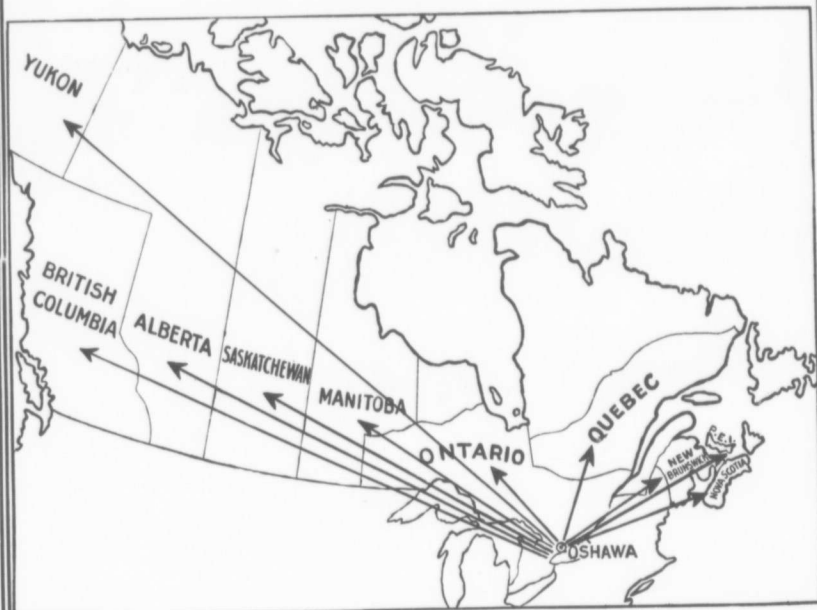 YUKON
BRITISH
COLUMBIA
ALBERTA
SASKATCHEWAN
MANITOBA
ONTARIO
QUEBEC
P.E.I.
NEW
BRUNSWICK
NOVA SCOTIA
OSHAWA